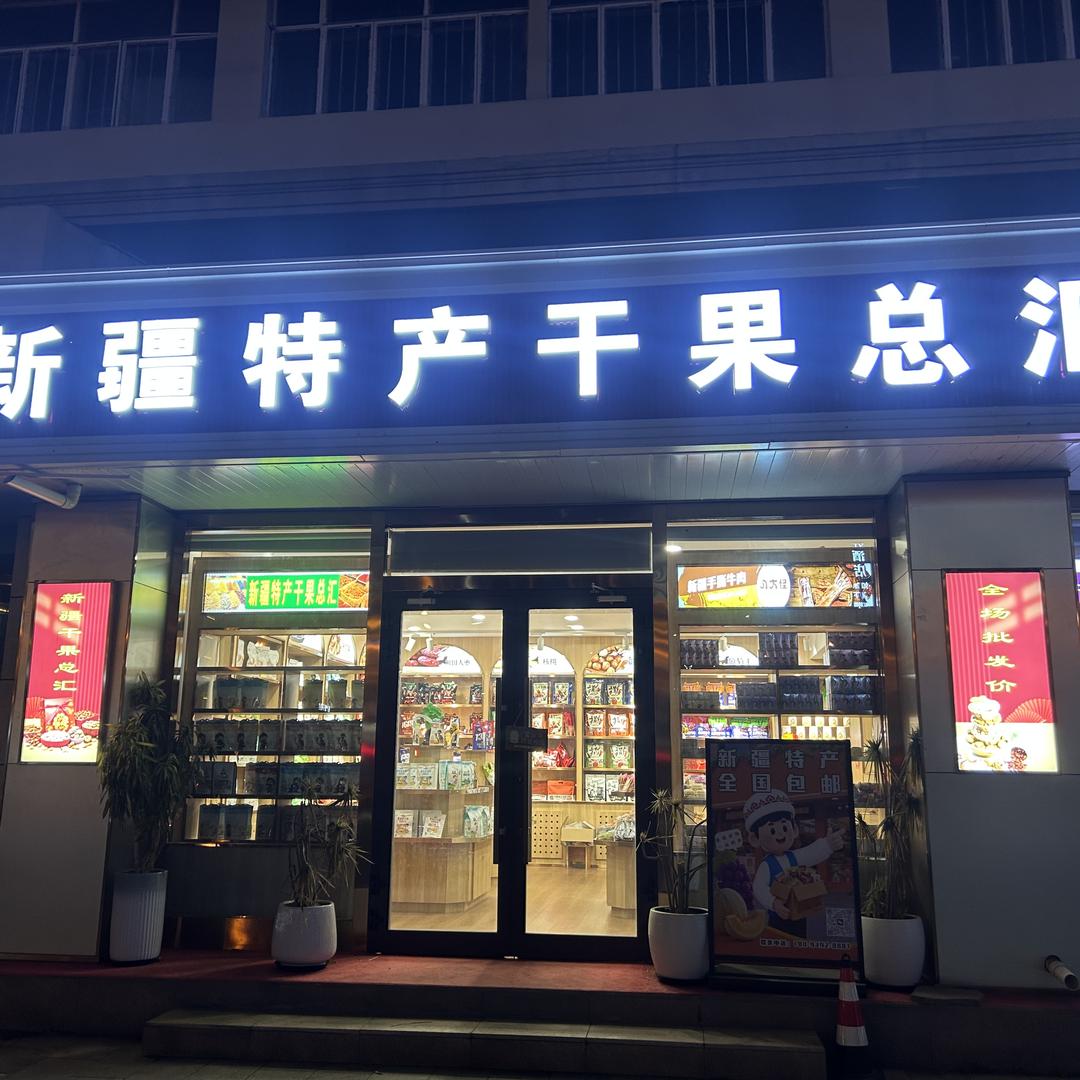 新疆特产干果总汇
新疆特产干果总汇
新疆手撕牛肉
新疆干果总汇
全场批发价
新疆特产
全国包邮